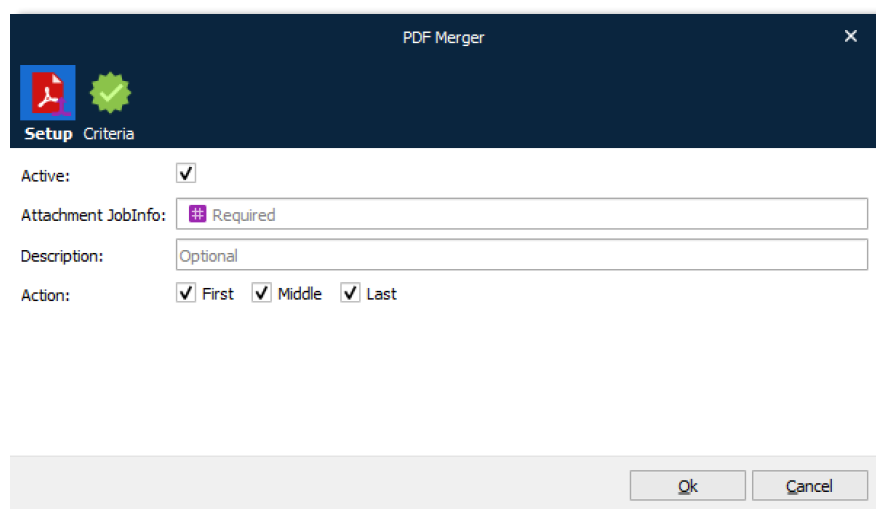 PDF Merger
Setup Criteria
Active:
Attachment JobInfo: # Required
Description: Optional
Action: First Middle Last
Ok Cancel